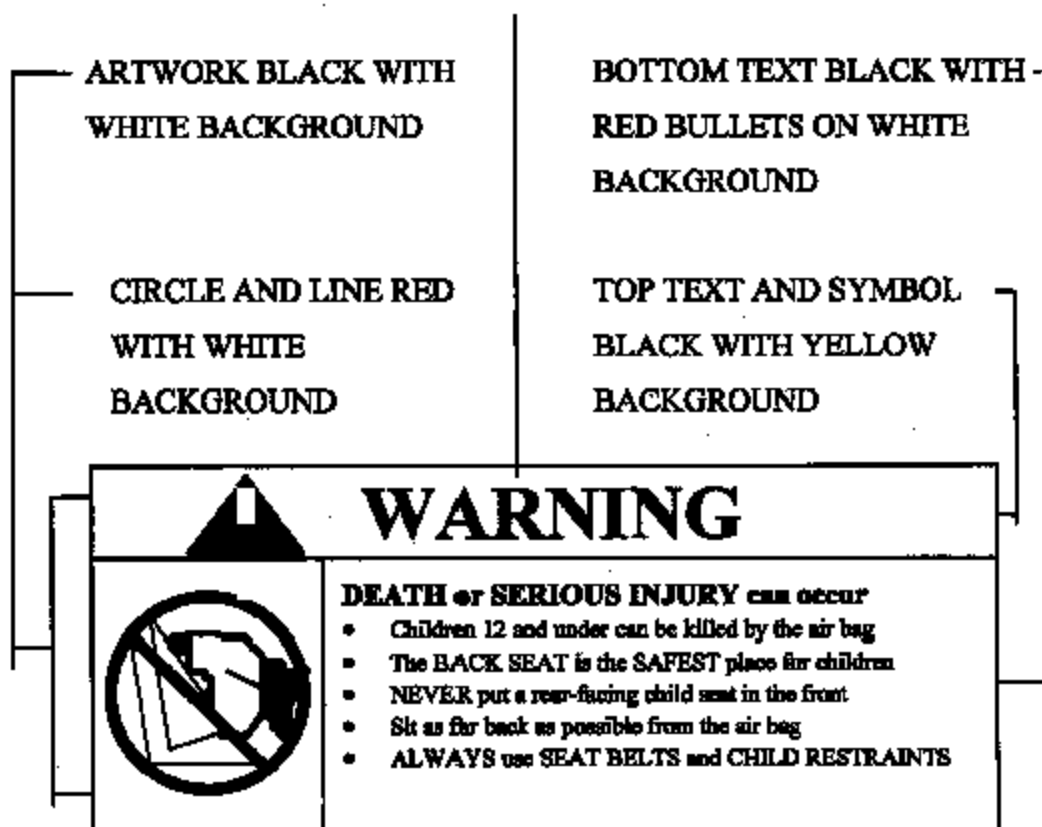 ARTWORK BLACK WITH
WHITE BACKGROUND
BOTTOM TEXT BLACK WITH
RED BULLETS ON WHITE
BACKGROUND
CIRCLE AND LINE RED
WITH WHITE
BACKGROUND
TOP TEXT AND SYMBOL
BLACK WITH YELLOW
BACKGROUND
WARNING
DEATH or SERIOUS INJURY can occur
• Children 12 and under can be killed by the air bag
• The BACK SEAT is the SAFEST place for children
• NEVER put a rear-facing child seat in the front
• Sit as far back as possible from the air bag
• ALWAYS use SEAT BELTS and CHILD RESTRAINTS